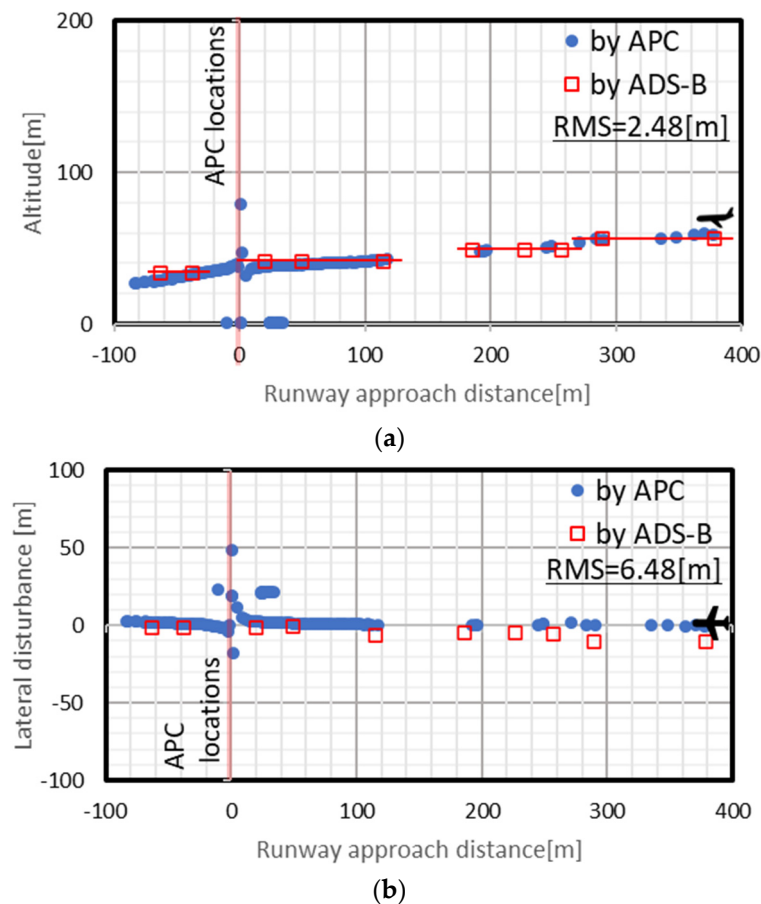 200
by APC
by ADS-B
RMS=2.48[m]
APC locations
Altitude[m]
100
0
-100
0
100
200
300
400
Runway approach distance[m]
(a)
100
by APC
by ADS-B
RMS=6.48[m]
50
Lateral disturbance [m]
0
APC
locations
-50
-100
-100
0
100
200
300
400
Runway approach distance[m]
(b)